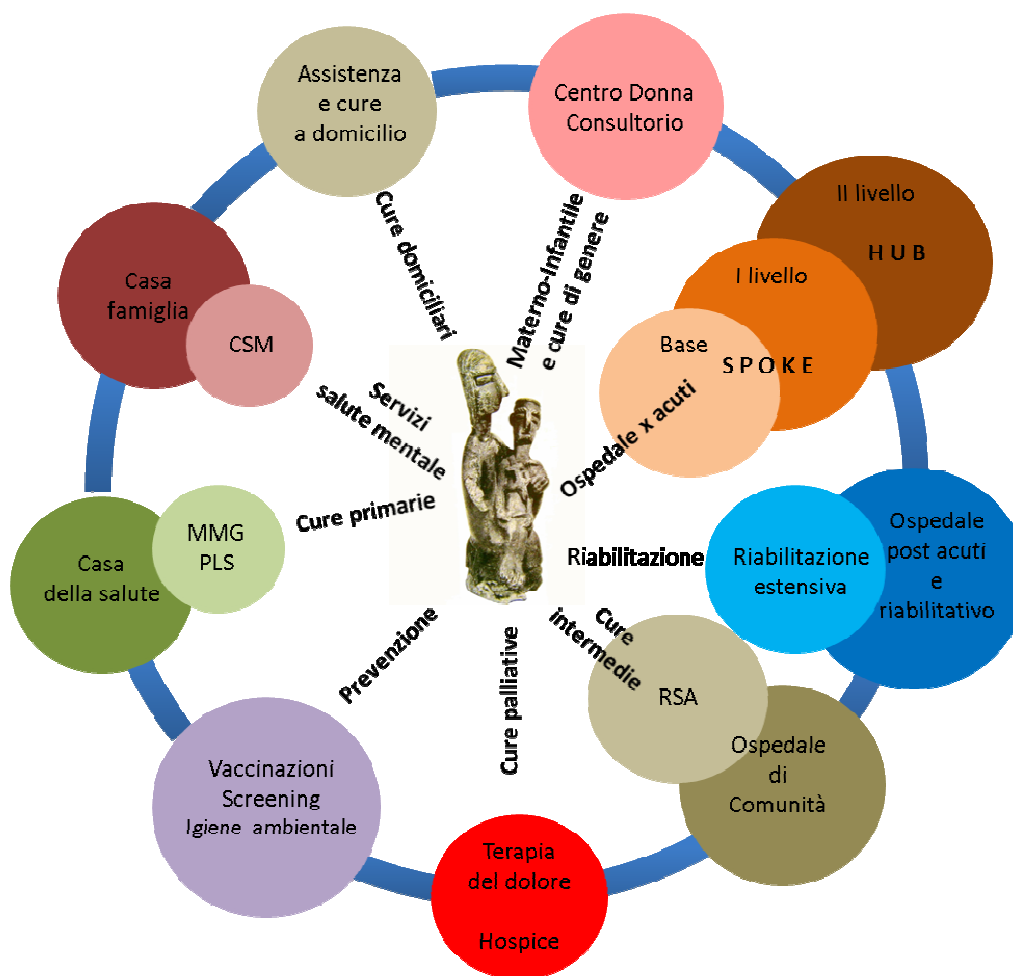 Assistenza
e cure
a domicilio
Centro Donna
Consultorio
II livello
HUB
I livello
SPOKE
Base
Casa
famiglia
CSM
Cure domiciliari
Materno-Infantile
e cure di genere
Servizi
salute mentale
Ospedale x acuti
Cure primarie
MMG
PLS
Casa
della salute
Riabilitazione
Riabilitazione
estensiva
Ospedale
post acuti
e
riabilitativo
Prevenzione
Cure palliative
Cure
intermedie
RSA
Ospedale
di
Comunità
Vaccinazioni
Screening
Igiene ambientale
Terapia
del dolore
Hospice